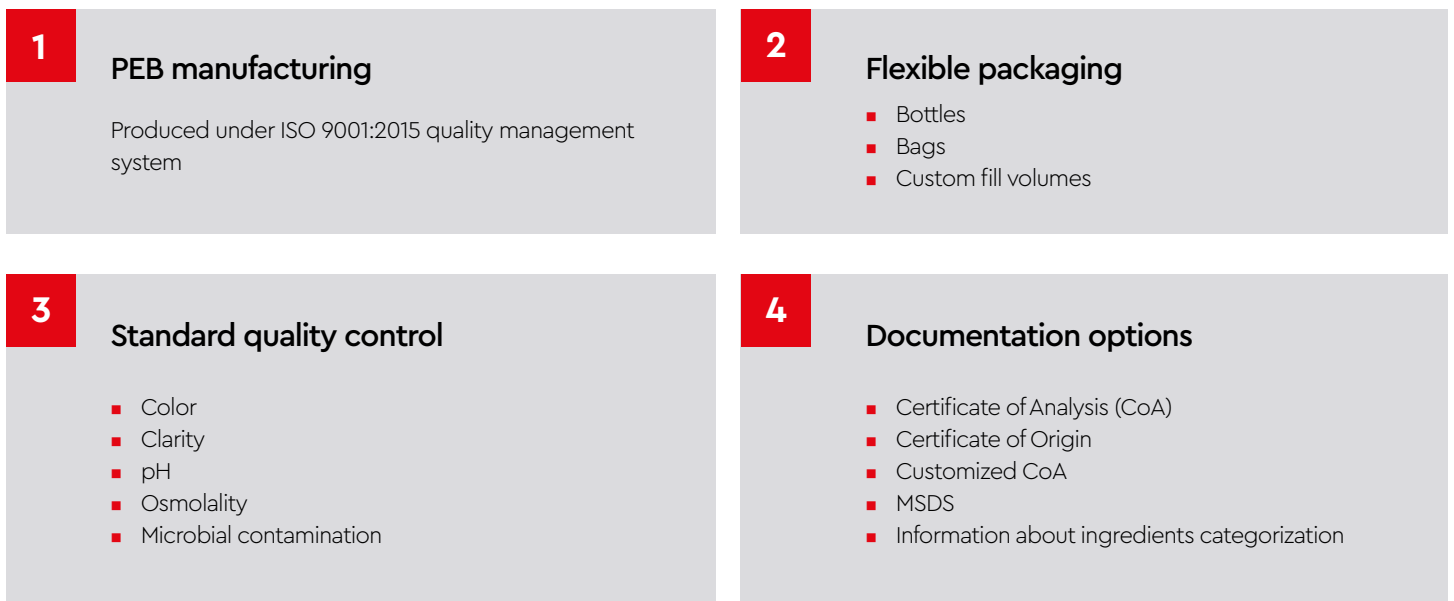 1
PEB manufacturing
Produced under ISO 9001:2015 quality management
system
2
Flexible packaging
Bottles
Bags
Custom fill volumes
3
Standard quality control
Color
Clarity
pH
Osmolality
Microbial contamination
4
Documentation options
Certificate of Analysis (CoA)
Certificate of Origin
Customized CoA
MSDS
Information about ingredients categorization